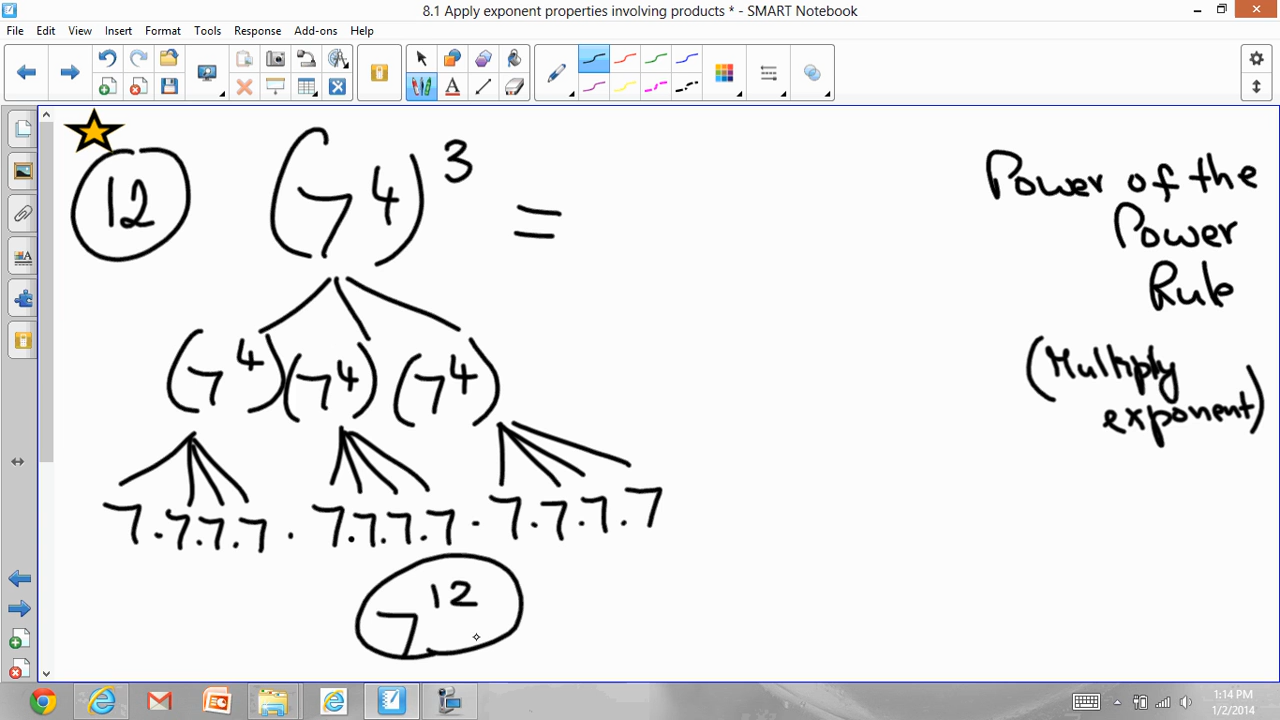 8.1 Apply exponent properties involving products * - SMART Notebook
File Edit View Insert Format Tools Response Add-ons Help
12
(7⁴)³ =
Power of the
Power
Rule
(Multiply
exponent)
(7⁴)(7⁴)(7⁴)
7.7.7.7 . 7.7.7.7 . 7.7.7.7
7¹²
1:14 PM
1/2/2014